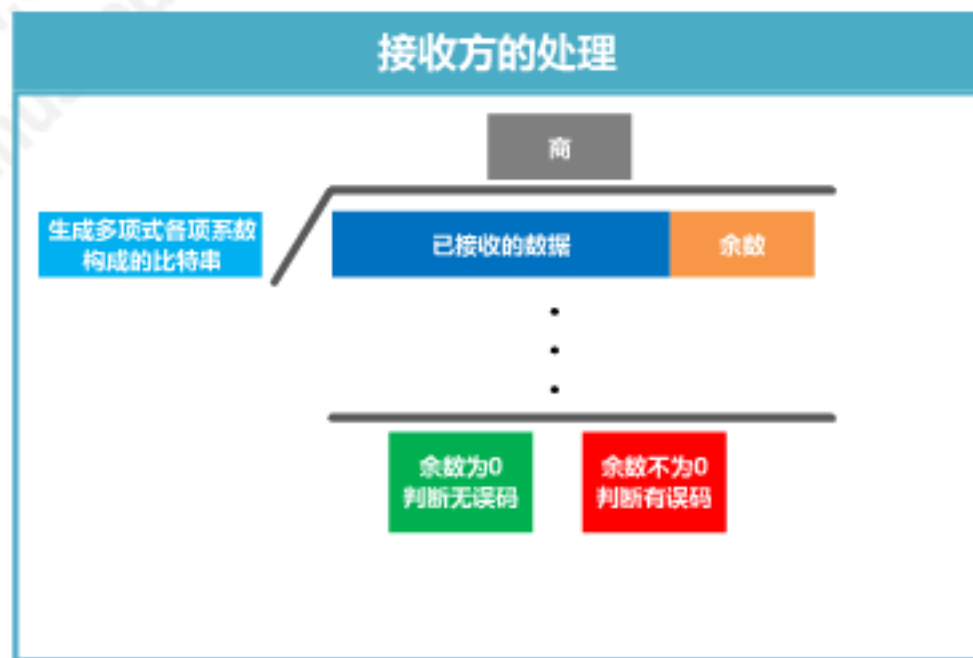 接收方的处理
商
生成多项式各项系数
构成的比特串
已接收的数据
余数
余数为0
判断无误码
余数不为0
判断有误码